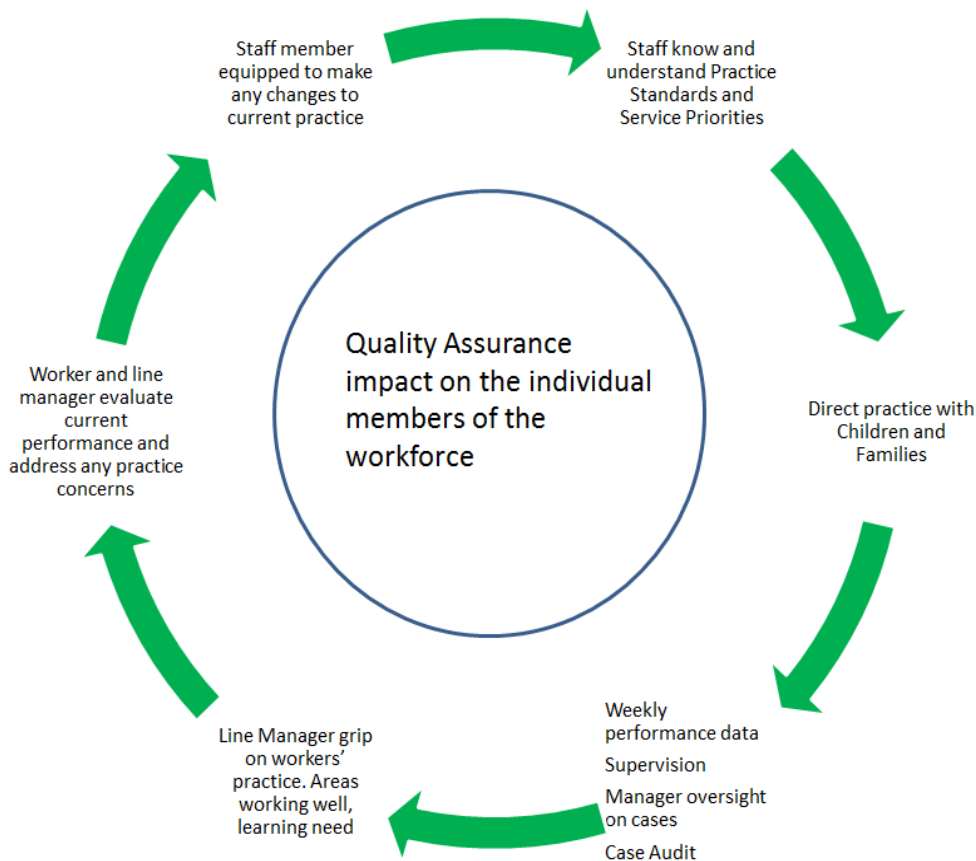 Staff member
equipped to make
any changes to
current practice
Staff know and
understand Practice
Standards and
Service Priorities
Direct practice with
Children and
Families
Weekly
performance data
Supervision
Manager oversight
on cases
Case Audit
Line Manager grip
on workers’
practice. Areas
working well,
learning need
Worker and line
manager evaluate
current
performance and
address any practice
concerns
Quality Assurance
impact on the individual
members of the
workforce